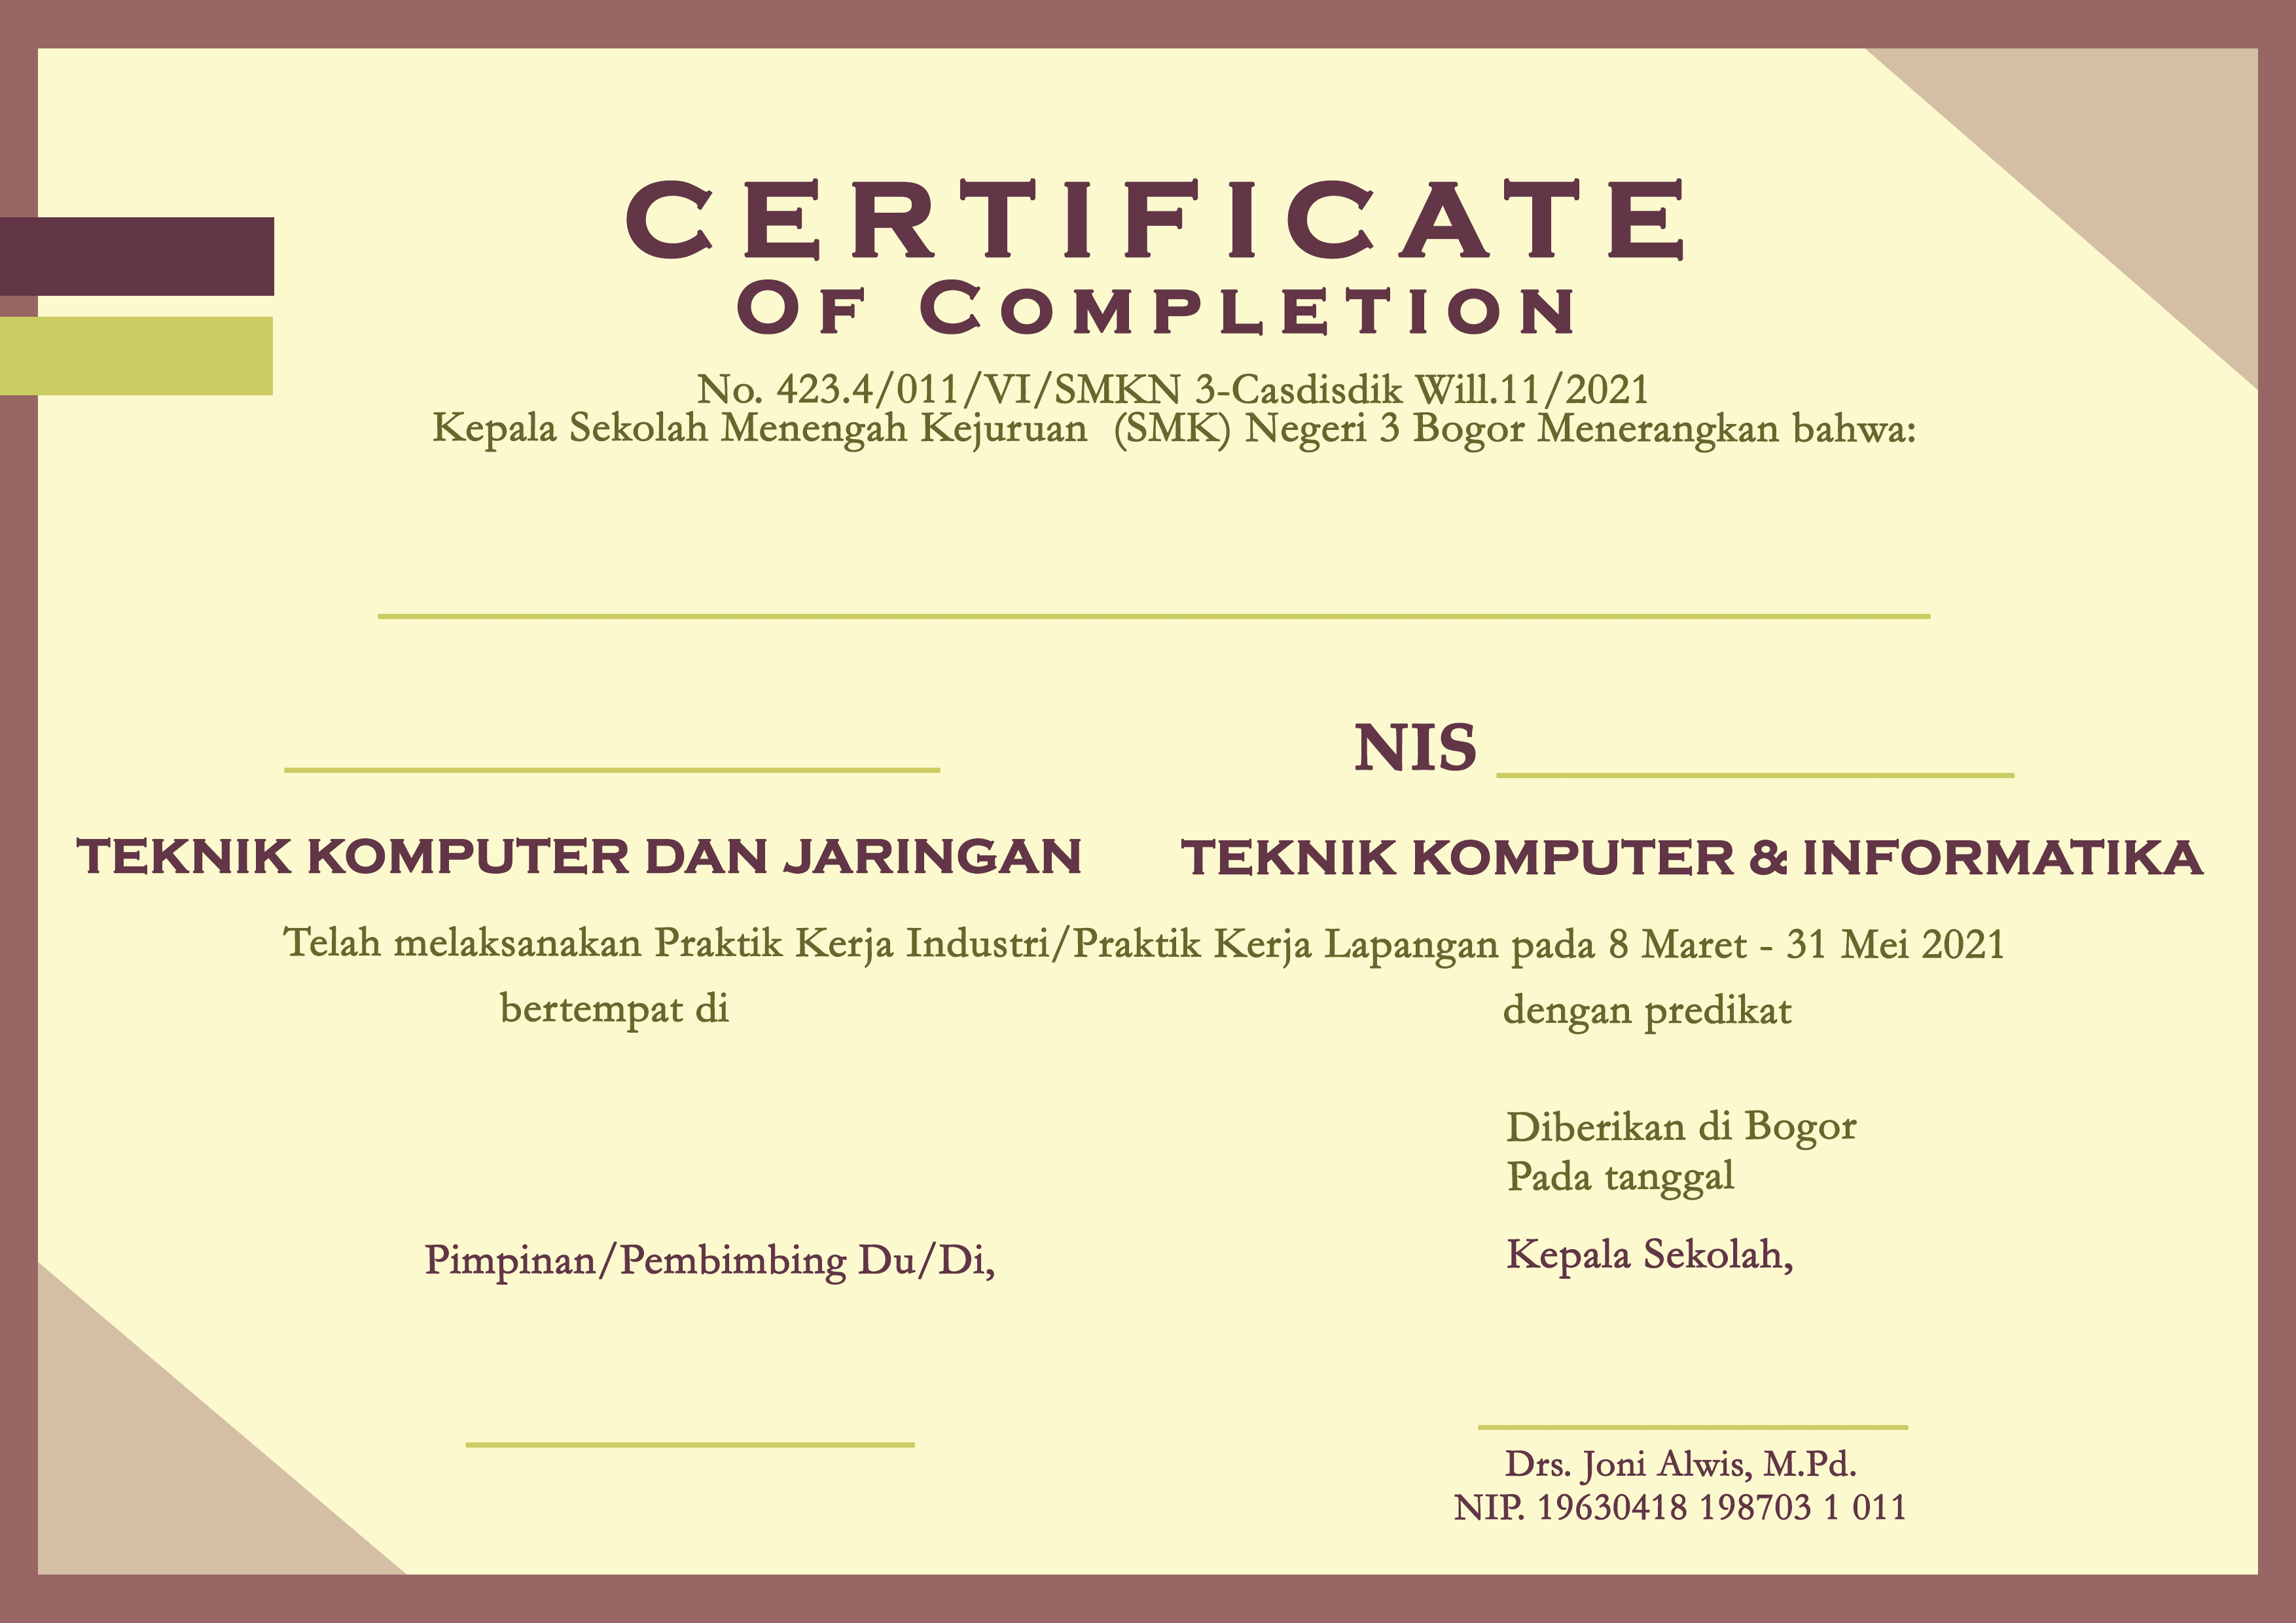 CERTIFICATE
OF COMPLETION
No. 423.4/011/VI/SMKN 3-Casdisdik Will.11/2021
Kepala Sekolah Menengah Kejuruan (SMK) Negeri 3 Bogor Menerangkan bahwa:
NIS
TEKNIK KOMPUTER DAN JARINGAN
TEKNIK KOMPUTER & INFORMATIKA
Telah melaksanakan Praktik Kerja Industri/Praktik Kerja Lapangan pada 8 Maret - 31 Mei 2021
bertempat di
dengan predikat
Diberikan di Bogor
Pada tanggal
Pimpinan/Pembimbing Du/Di,
Kepala Sekolah,
Drs. Joni Alwis, M.Pd.
NIP. 19630418 198703 1 011